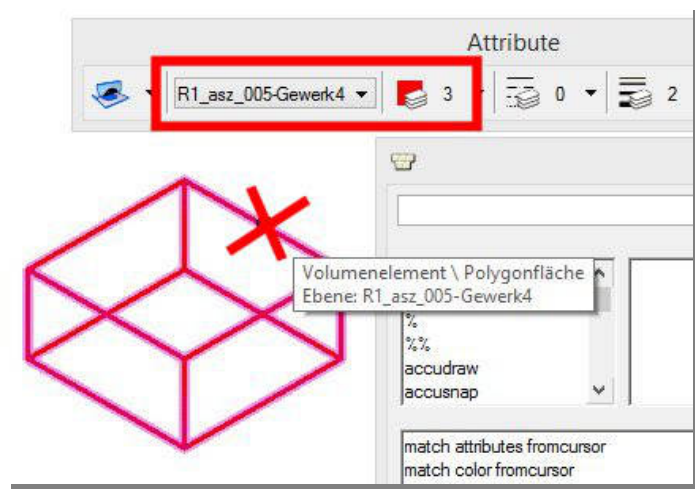 Attribute
R1_asz_005-Gewerk4 3 0 2
Volumenelement \ Polygonfläche
Ebene: R1_asz_005-Gewerk4
%
%%
accudraw
accusnap
match attributes fromcursor
match color fromcursor